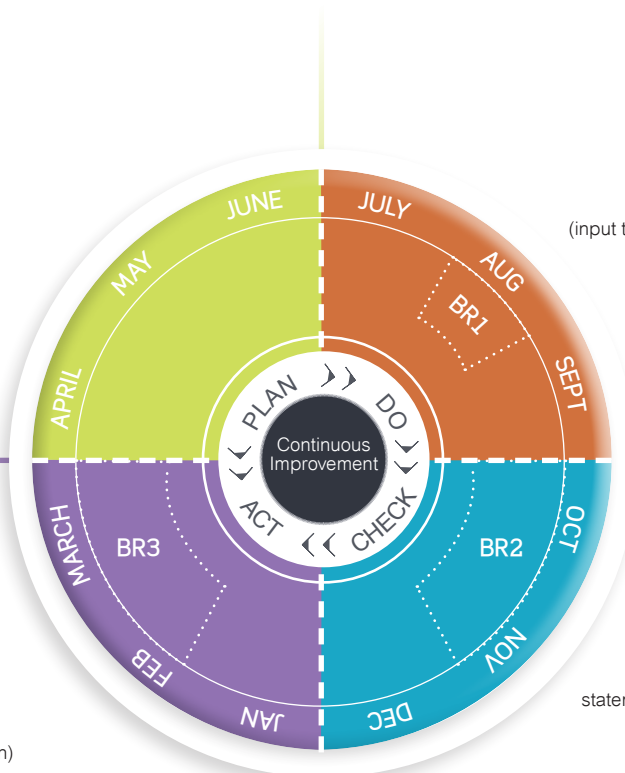 JUNE
JULY
MAY
AUG
(input t
BR1
APRIL
SEPT
PLAN
DO
Continuous
Improvement
ACT
CHECK
MARCH
BR3
BR2
OCT
FEB
NOV
JAN
DEC
stater
n)